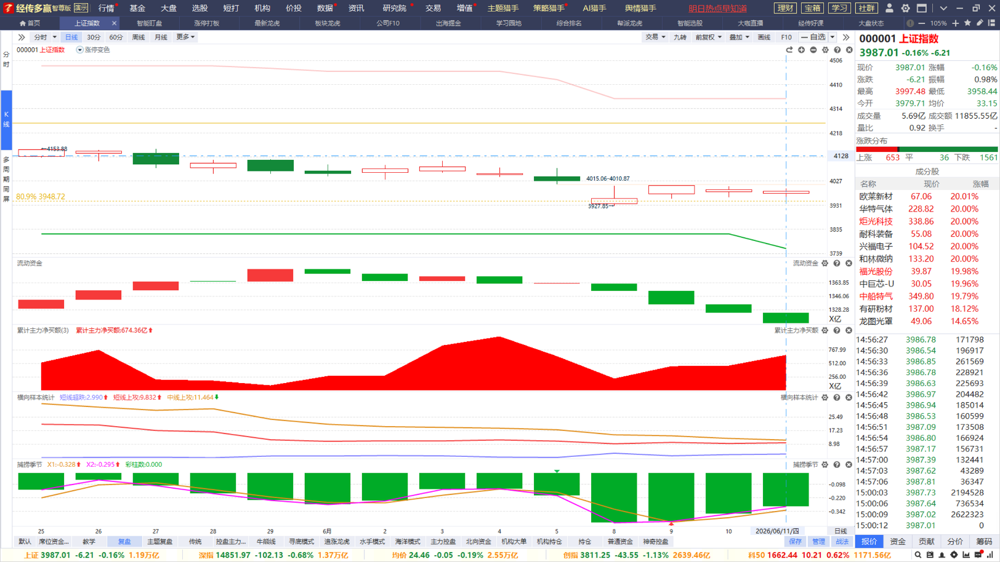 经传多赢 智尊版 演示 行情 基金 大盘 选股 短打 机构 价投 数据 资讯 研究院 交易 增值 主题猎手 策略猎手 AI猎手 舆情猎手 明日热点早知道 理财 宝箱 学习 社群
首页 上证指数 智能盯盘 涨停打板 最新龙虎 板块龙虎 公司F10 出海掘金 学习园地 综合排名 帮派龙虎 智能选股 大咖直播 经传好课 大盘状态 105%
分时 日线 30分 60分 周线 月线 更多 交易 九转 前复权 叠加 画线 F10 自选
000001 上证指数 涨停变色
分时
K线
多周期同屏
4506
4410
4314
4218
4128
4027
3931
3835
3739
←4153.88
4015.06-4010.87
80.9% 3948.72
3927.85→
流动资金 流动资金
1363.85
1346.06
1328.28
X亿
累计主力净买额(3) 累计主力净买额:674.36亿 累计主力净买额
767.99
512.00
256.00
X亿
横向样本统计 短线超跌:2.990 短线上攻:9.832 中线上攻:11.464 横向样本统计
25.49
17.23
8.98
捕捞季节 X1:-0.328 X2:-0.295 彩柱数:0.000 捕捞季节
-0.098
-0.220
-0.342
25 26 27 28 29 6月 2 3 4 5 8 9 10 2026/06/11/四 日线
默认 席位资金... 教学 复盘 主题复盘 传统 控盘主力... 牛熊线 寻底模式 追涨龙虎 水手模式 海洋模式 主力控盘 北向资金 机构大单 机构持仓 持仓 普通资金 神奇控盘 保存 管理 战法
000001 上证指数
3987.01 -0.16% -6.21
现价 3987.01 涨幅 -0.16%
涨跌 -6.21 振幅 0.98%
最高 3997.48 最低 3958.44
今开 3979.71 均价 33.15
成交量 5.69亿 成交额 11855.55亿
量比 0.92 换手 -
涨跌分布
上涨 653 平 36 下跌 1561
成分股
名称 现价 涨幅
欧莱新材 67.06 20.01%
华特气体 228.82 20.00%
炬光科技 338.86 20.00%
耐科装备 55.08 20.00%
兴福电子 104.52 20.00%
和林微纳 133.20 20.00%
福光股份 39.87 19.98%
中巨芯-U 30.05 19.96%
中船特气 349.80 19.79%
有研粉材 137.00 18.12%
龙图光罩 49.06 14.65%
14:56:27 3986.78 171798
14:56:30 3986.54 196917
14:56:33 3986.85 261569
14:56:36 3986.78 228921
14:56:39 3986.63 225693
14:56:42 3986.97 204482
14:56:45 3986.94 185014
14:56:48 3986.53 160599
14:56:51 3987.09 173508
14:56:54 3986.80 166924
14:56:57 3987.17 156731
14:57:00 3987.39 132441
14:57:03 3987.62 43289
14:57:06 3987.81 36347
15:00:03 3987.73 2194528
15:00:06 3987.64 736534
15:00:09 3987.02 2622323
15:00:12 3987.01 0
报价 资金 贡献 分价 筹码
上证 3987.01 -6.21 -0.16% 1.19万亿 深指 14851.97 -102.13 -0.68% 1.37万亿 均价 24.46 -0.05 -0.19% 2.55万亿 创指 3811.25 -43.55 -1.13% 2639.46亿 科50 1662.44 10.21 0.62% 1171.56亿